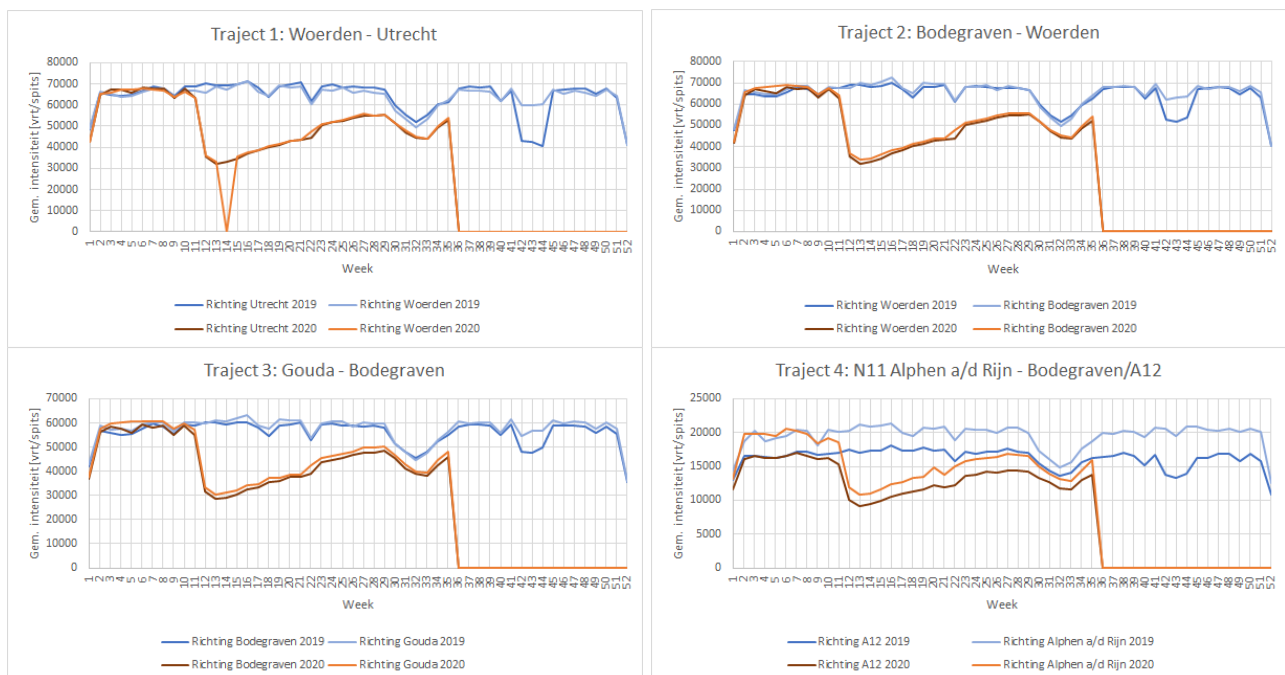 Traject 1: Woerden - Utrecht
Gem. intensiteit[vrt/spits]
80000
70000
60000
50000
40000
30000
20000
10000
0
1 2 3 4 5 6 7 8 9 10 11 12 13 14 15 16 17 18 19 20 21 22 23 24 25 26 27 28 29 30 31 32 33 34 35 36 37 38 39 40 41 42 43 44 45 46 47 48 49 50 51 52
Week
Richting Utrecht 2019 Richting Woerden 2019
Richting Utrecht 2020 Richting Woerden 2020
Traject 2: Bodegraven - Woerden
Gem. intensiteit [vrt/spits]
80000
70000
60000
50000
40000
30000
20000
10000
0
1 2 3 4 5 6 7 8 9 10 11 12 13 14 15 16 17 18 19 20 21 22 23 24 25 26 27 28 29 30 31 32 33 34 35 36 37 38 39 40 41 42 43 44 45 46 47 48 49 50 51 52
Week
Richting Woerden 2019 Richting Bodegraven 2019
Richting Woerden 2020 Richting Bodegraven 2020
Traject 3: Gouda - Bodegraven
Gem. intensiteit [vrt/spits]
70000
60000
50000
40000
30000
20000
10000
0
1 2 3 4 5 6 7 8 9 10 11 12 13 14 15 16 17 18 19 20 21 22 23 24 25 26 27 28 29 30 31 32 33 34 35 36 37 38 39 40 41 42 43 44 45 46 47 48 49 50 51 52
Week
Richting Bodegraven 2019 Richting Gouda 2019
Richting Bodegraven 2020 Richting Gouda 2020
Traject 4: N11 Alphen a/d Rijn - Bodegraven/A12
Gem. intensiteit [vrt/spits]
25000
20000
15000
10000
5000
0
1 2 3 4 5 6 7 8 9 10 11 12 13 14 15 16 17 18 19 20 21 22 23 24 25 26 27 28 29 30 31 32 33 34 35 36 37 38 39 40 41 42 43 44 45 46 47 48 49 50 51 52
Week
Richting A12 2019 Richting Alphen a/d Rijn 2019
Richting A12 2020 Richting Alphen a/d Rijn 2020